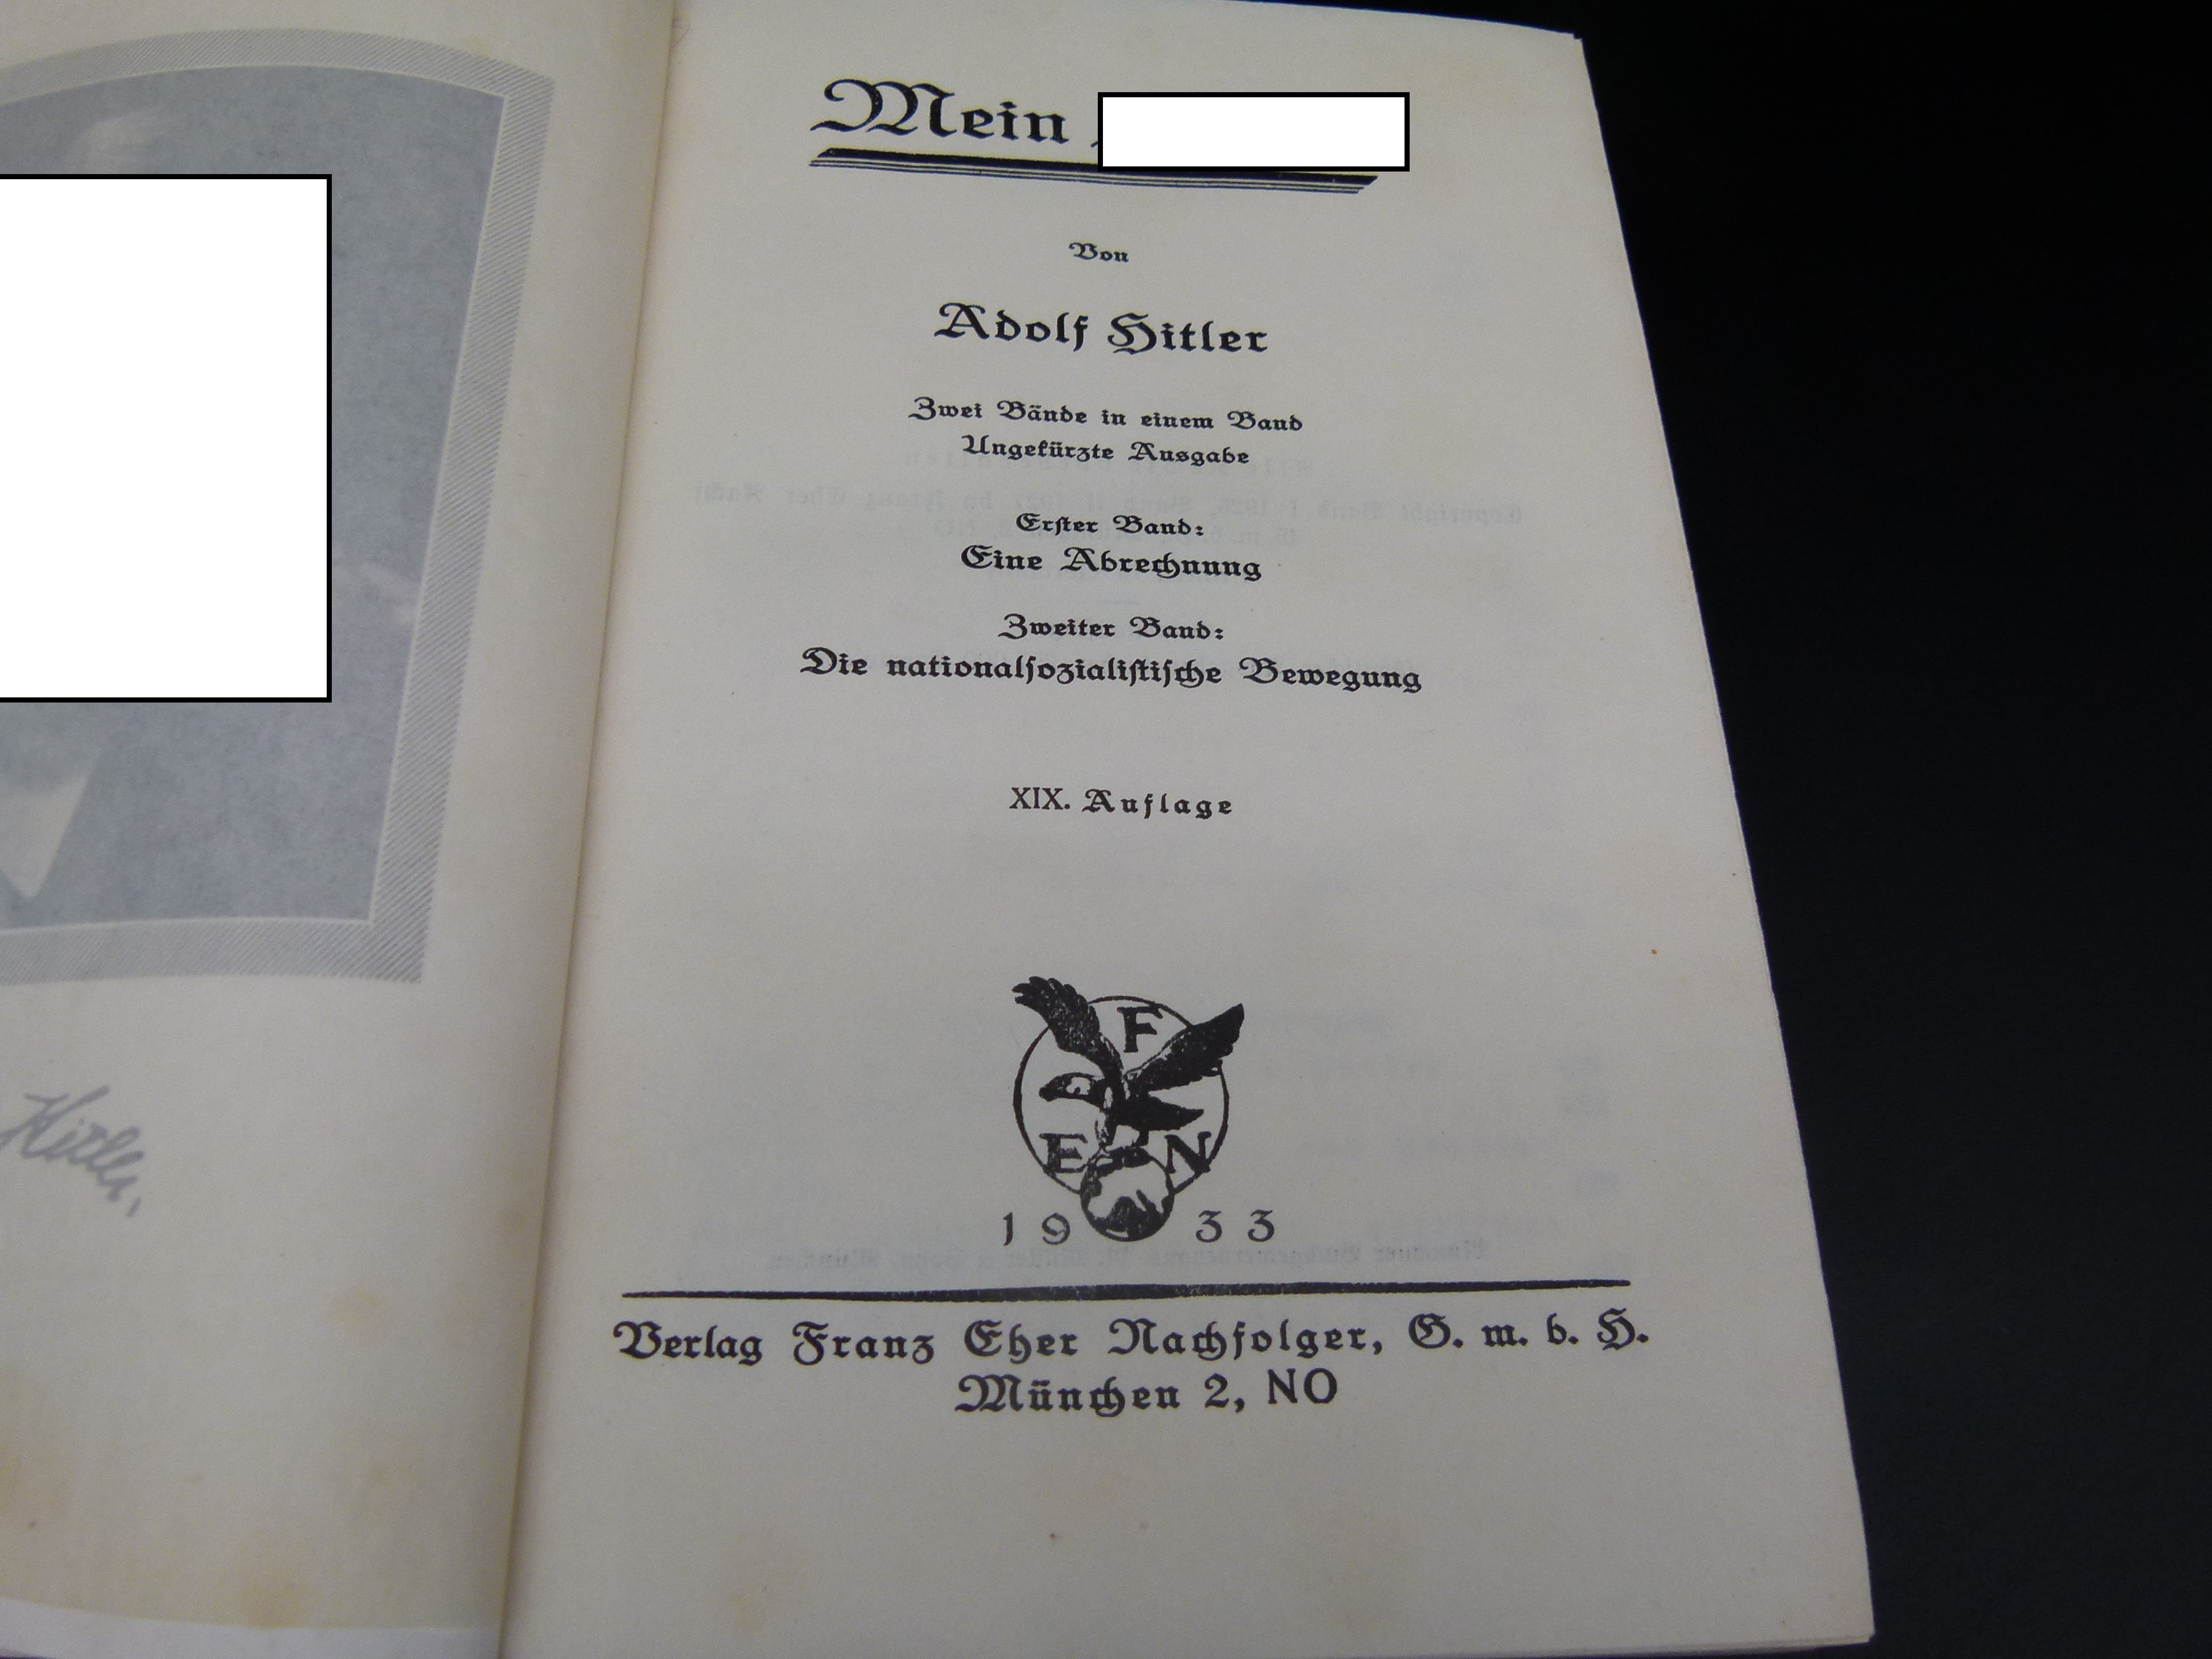 Mein
Von
Adolf Hitler
Zwei Bände in einem Band
Ungekürzte Ausgabe
Erster Band:
Eine Abrechnung
Zweiter Band:
Die nationalsozialistische Bewegung
XIX. Auflage
F
E N
1933
Verlag Franz Eher Nachfolger, G. m. b. H.
München 2, NO
Hitler